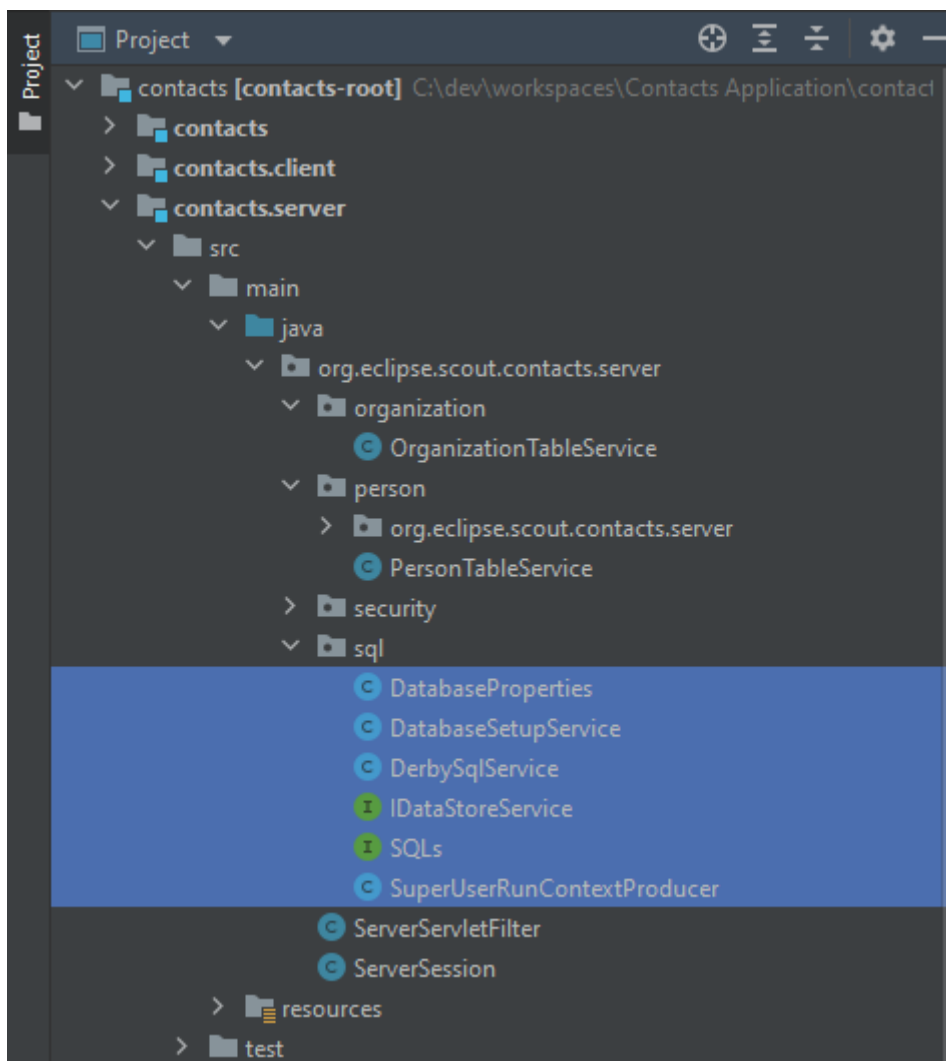 Project
Project
contacts [contacts-root] C:\dev\workspaces\Contacts Application\contact
contacts
contacts.client
contacts.server
src
main
java
org.eclipse.scout.contacts.server
organization
C OrganizationTableService
person
org.eclipse.scout.contacts.server
C PersonTableService
security
sql
C DatabaseProperties
C DatabaseSetupService
C DerbySqlService
I IDataStoreService
I SQLs
C SuperUserRunContextProducer
C ServerServletFilter
C ServerSession
resources
test